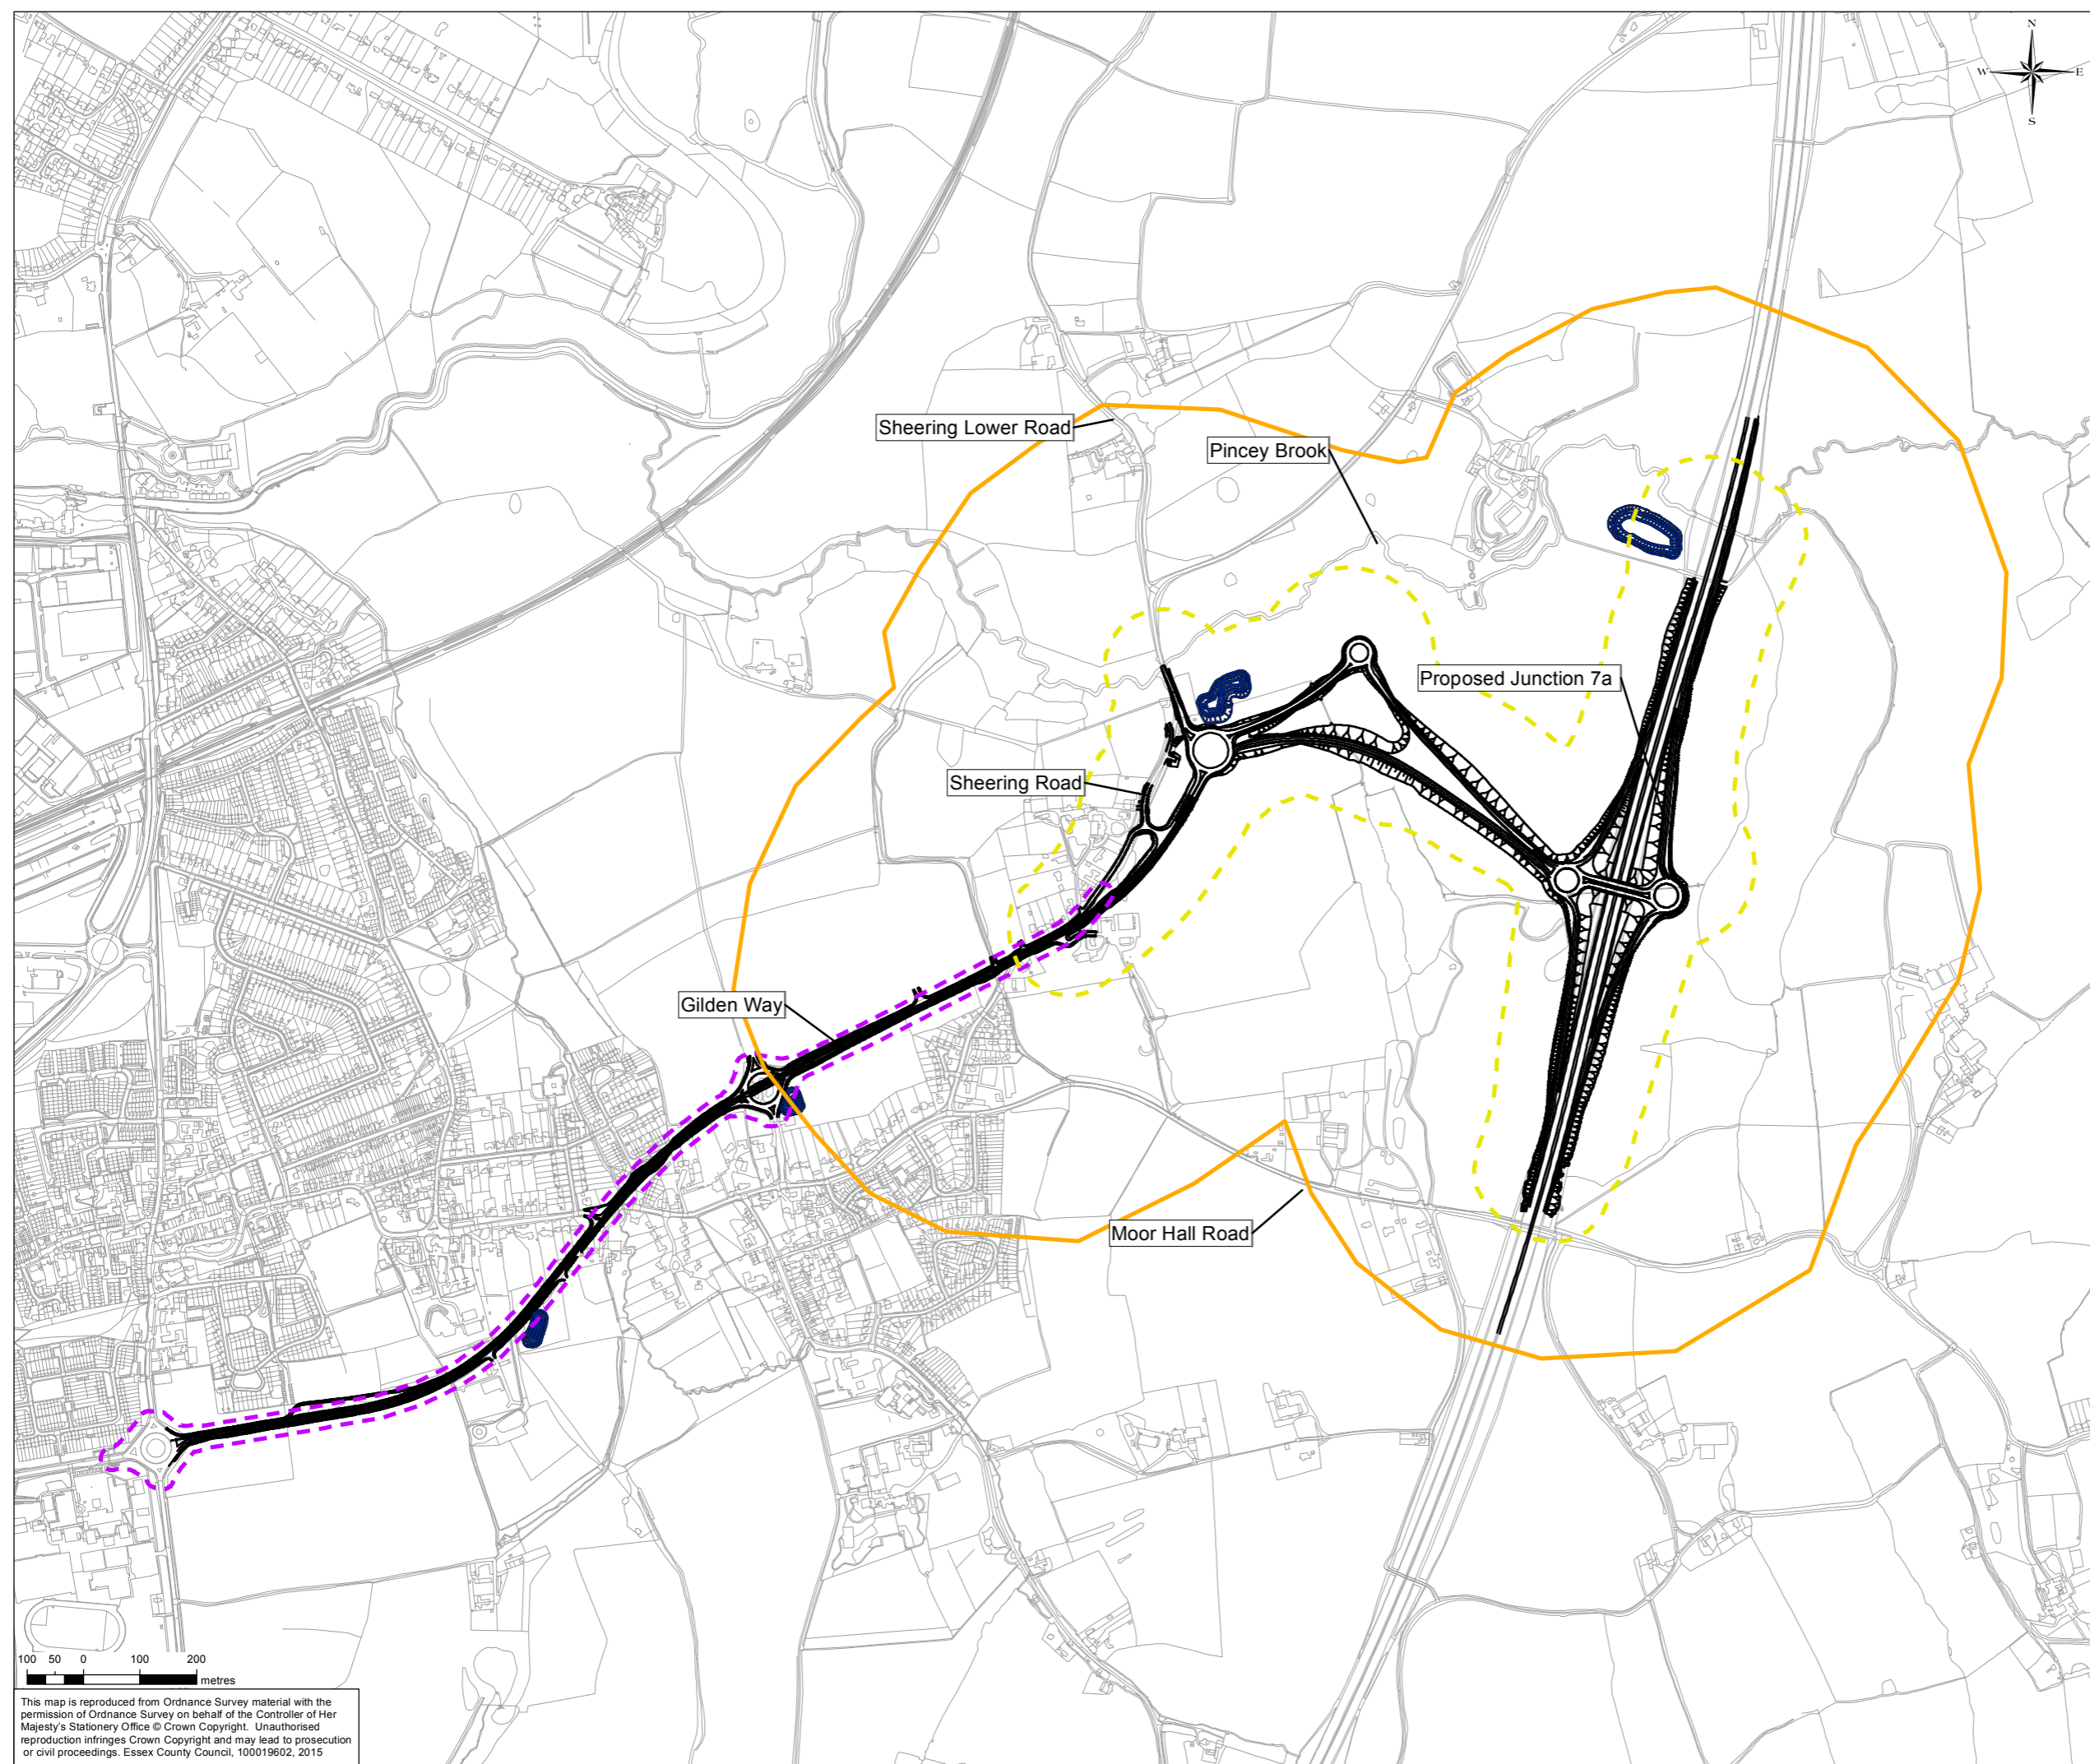 N
W E
S
Sheering Lower Road
Pincey Brook
Proposed Junction 7a
Sheering Road
Gilden Way
Moor Hall Road
100 50 0 100 200
metres
This map is reproduced from Ordnance Survey material with the
permission of Ordnance Survey on behalf of the Controller of Her
Majesty's Stationery Office © Crown Copyright. Unauthorised
reproduction infringes Crown Copyright and may lead to prosecution
or civil proceedings. Essex County Council, 100019602, 2015